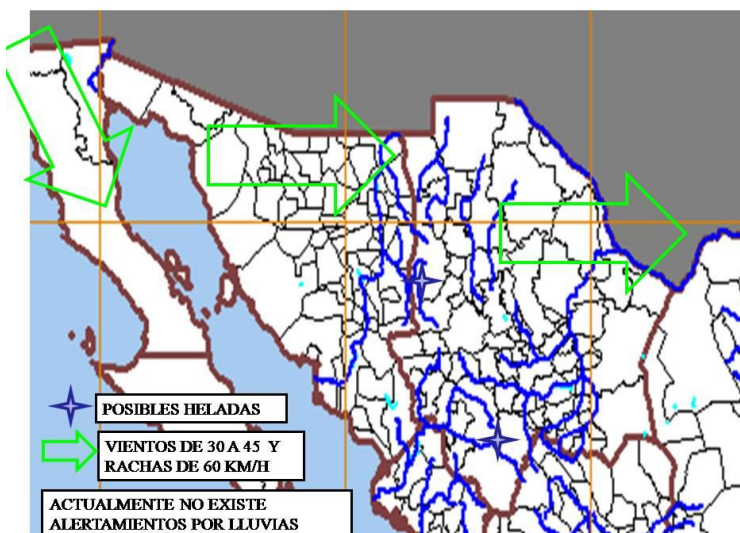 POSIBLES HELADAS
VIENTOS DE 30 A 45 Y
RACHAS DE 60 KM/H
ACTUALMENTE NO EXISTE
ALERTAMIENTOS POR LLUVIAS